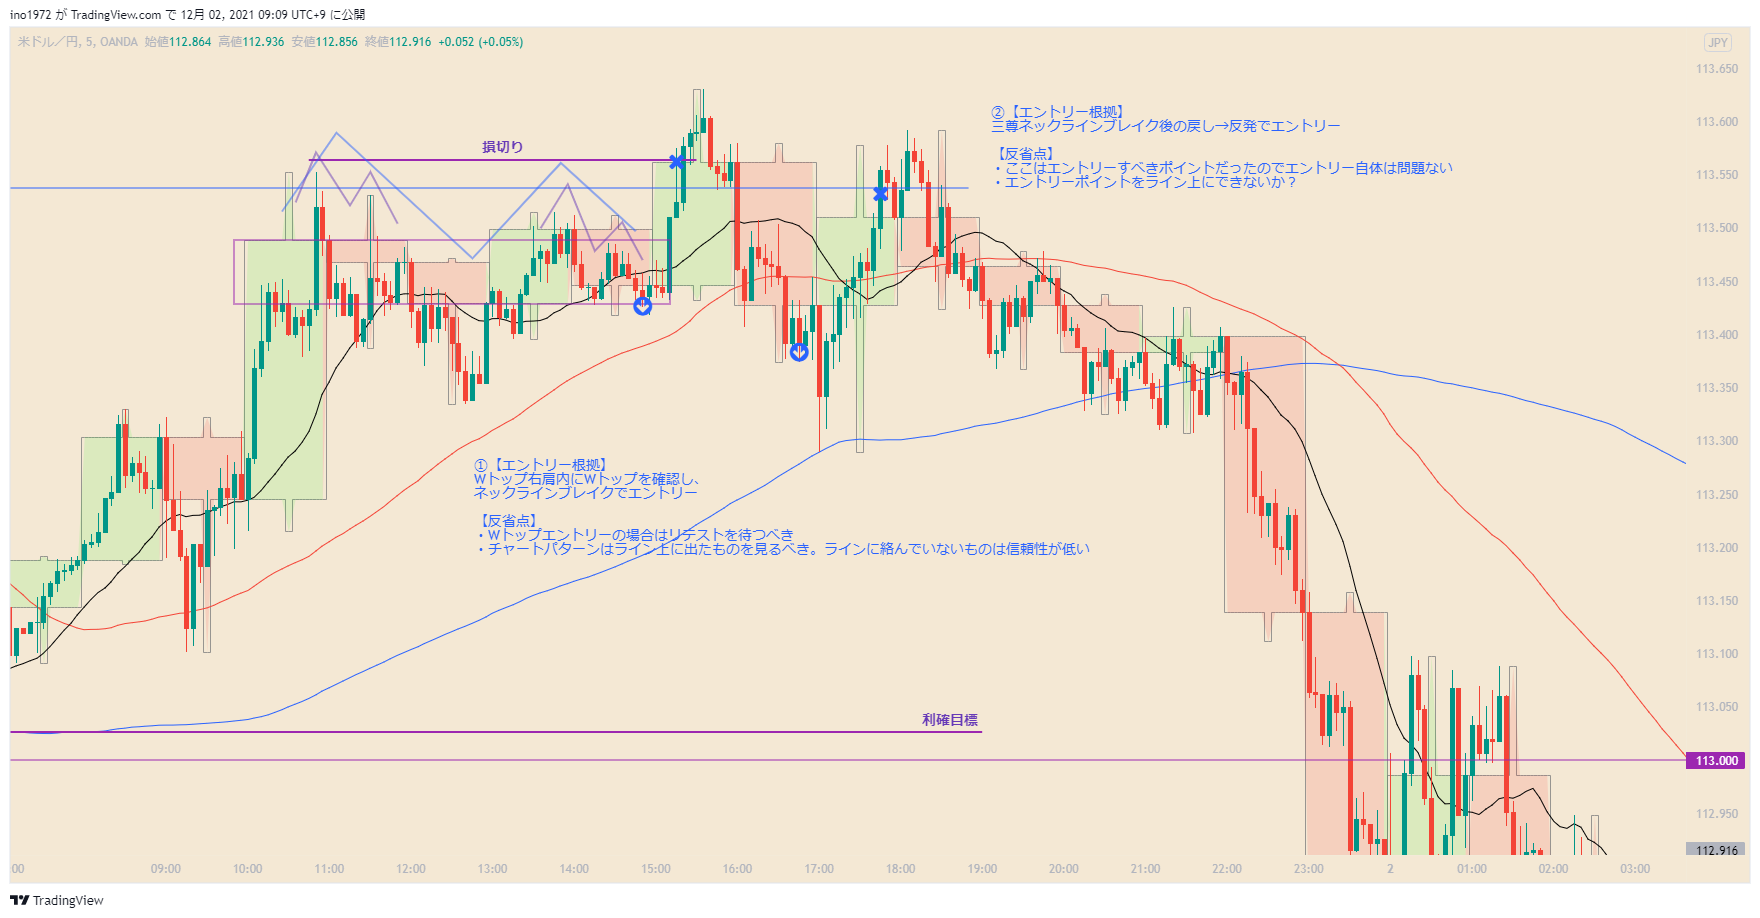 ino1972 が TradingView.com で 12月 02, 2021 09:09 UTC+9 に公開
米ドル／円, 5, OANDA 始値112.864 高値112.936 安値112.856 終値112.916 +0.052 (+0.05%)
JPY
113.650
113.600
113.550
113.500
113.450
113.400
113.350
113.300
113.250
113.200
113.150
113.100
113.050
113.000
112.950
112.916
損切り
②【エントリー根拠】
三尊ネックラインブレイク後の戻し→反発でエントリー
【反省点】
・ここはエントリーすべきポイントだったのでエントリー自体は問題ない
・エントリーポイントをライン上にできないか？
①【エントリー根拠】
Wトップ右肩内にWトップを確認し、
ネックラインブレイクでエントリー
【反省点】
・Wトップエントリーの場合はリテストを待つべき
・チャートパターンはライン上に出たものを見るべき。ラインに絡んでいないものは信頼性が低い
利確目標
00 09:00 10:00 11:00 12:00 13:00 14:00 15:00 16:00 17:00 18:00 19:00 20:00 21:00 22:00 23:00 2 01:00 02:00 03:00
TradingView